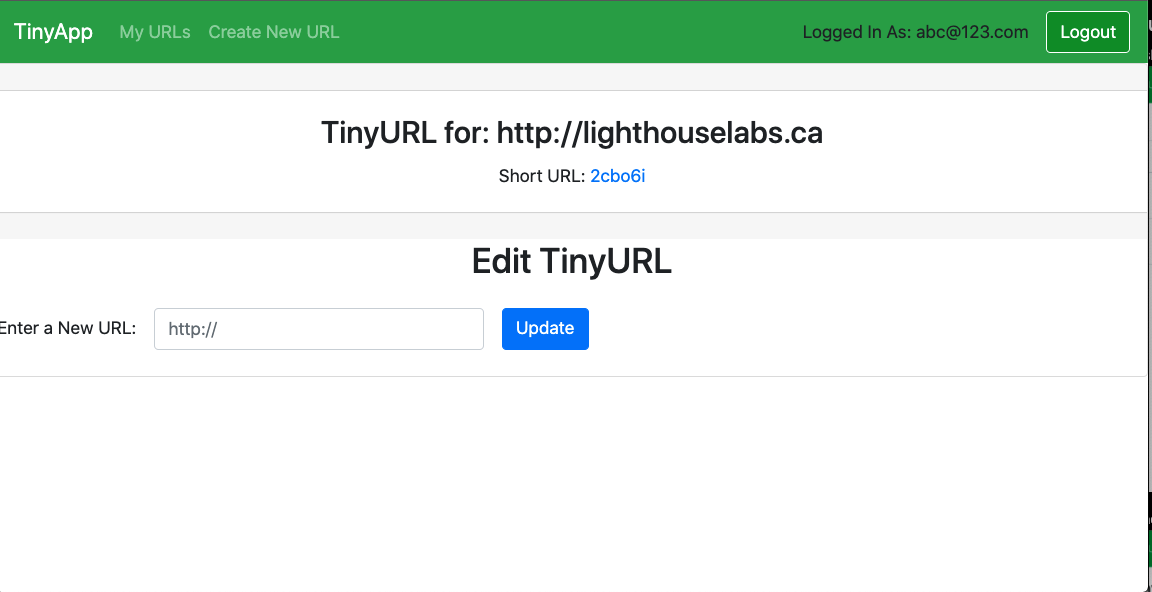 TinyApp My URLs Create New URL Logged In As: abc@123.com Logout
TinyURL for: http://lighthouselabs.ca
Short URL: 2cbo6i
Edit TinyURL
Enter a New URL: http:// Update